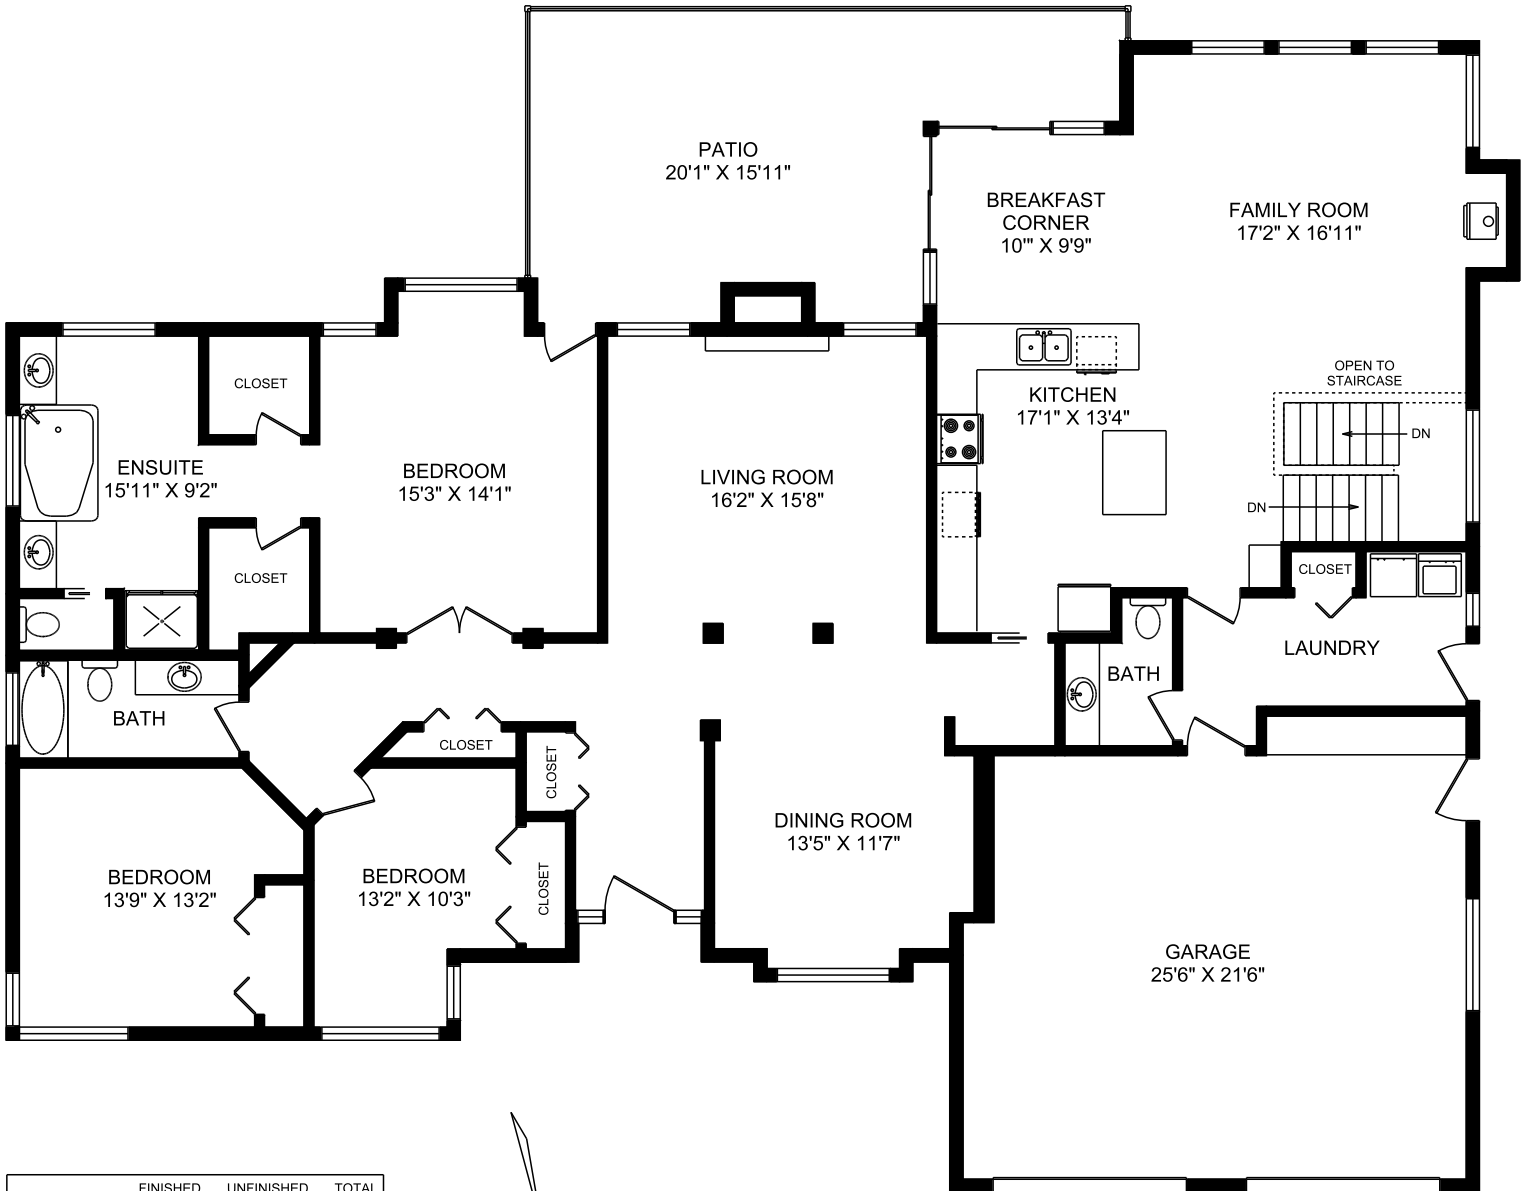 PATIO
20'1" X 15'11"
BREAKFAST
CORNER
10'" X 9'9"
FAMILY ROOM
17'2" X 16'11"
CLOSET
ENSUITE
15'11" X 9'2"
BEDROOM
15'3" X 14'1"
LIVING ROOM
16'2" X 15'8"
KITCHEN
17'1" X 13'4"
OPEN TO
STAIRCASE
DN
DN
CLOSET
CLOSET
LAUNDRY
BATH
BATH
CLOSET
CLOSET
DINING ROOM
13'5" X 11'7"
BEDROOM
13'9" X 13'2"
BEDROOM
13'2" X 10'3"
CLOSET
GARAGE
25'6" X 21'6"
FINISHED UNFINISHED TOTAL